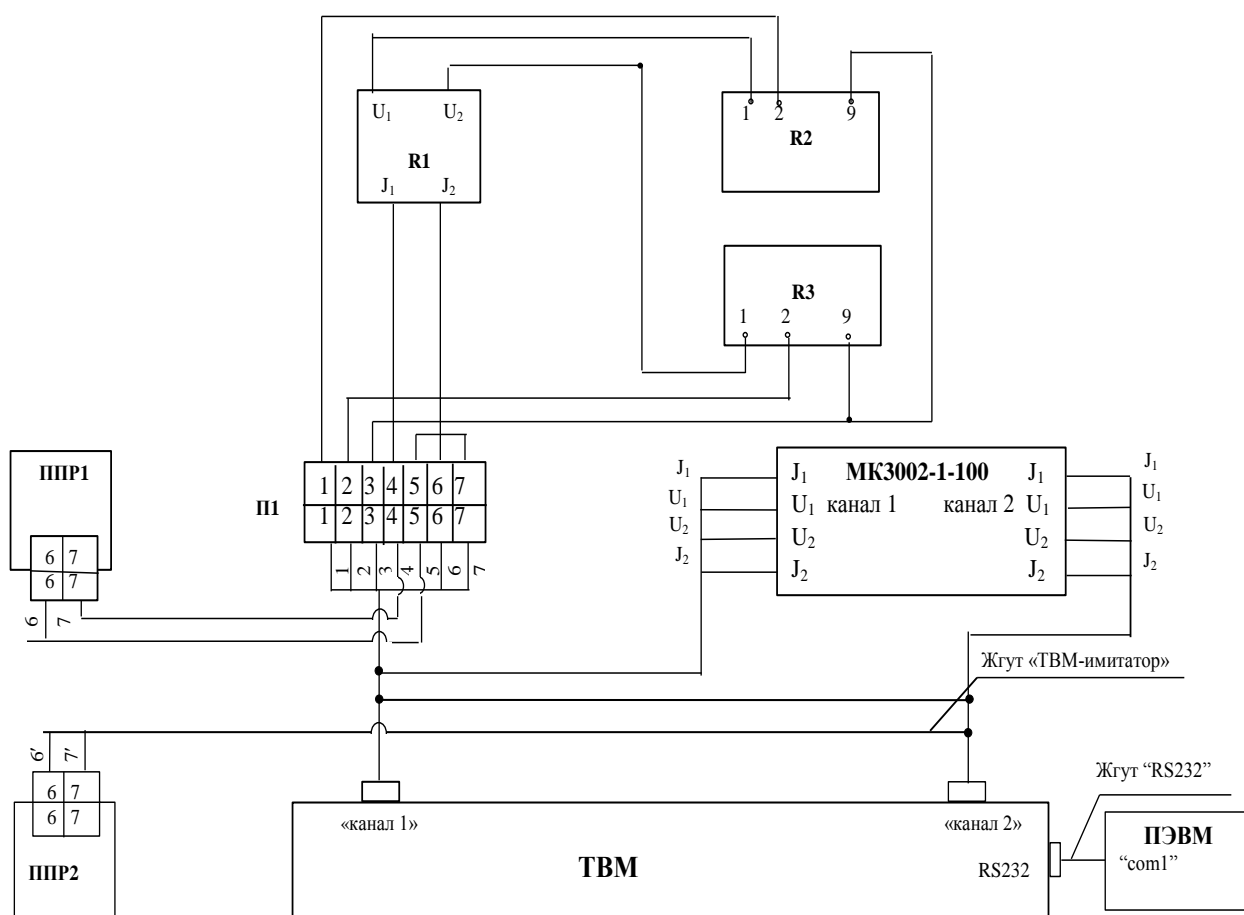 U1 U2
R1
J1 J2
1 2 9
R2
R3
1 2 9
ППР1
6 7
6 7
6 7
П1
1 2 3 4 5 6 7
1 2 3 4 5 6 7
1 2 3 4 5 6 7
J1
U1
U2
J2
МК3002-1-100
J1 J1
U1 канал 1 канал 2 U1
U2 U2
J2 J2
J1
U1
U2
J2
Жгут «ТВМ-имитатор»
6' 7'
6 7
6 7
ППР2
«канал 1» «канал 2»
ТВМ
RS232
Жгут “RS232”
ПЭВМ
“com1”